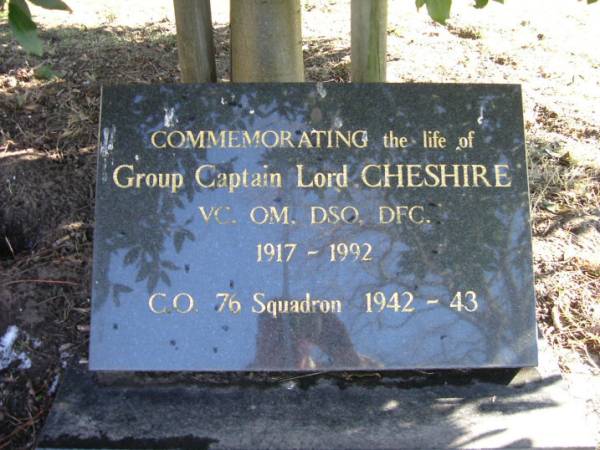 COMMEMORATING the life of
Group Captain Lord CHESHIRE
VC. OM. DSO. DFC.
1917 - 1992
C.O. 76 Squadron 1942 - 43